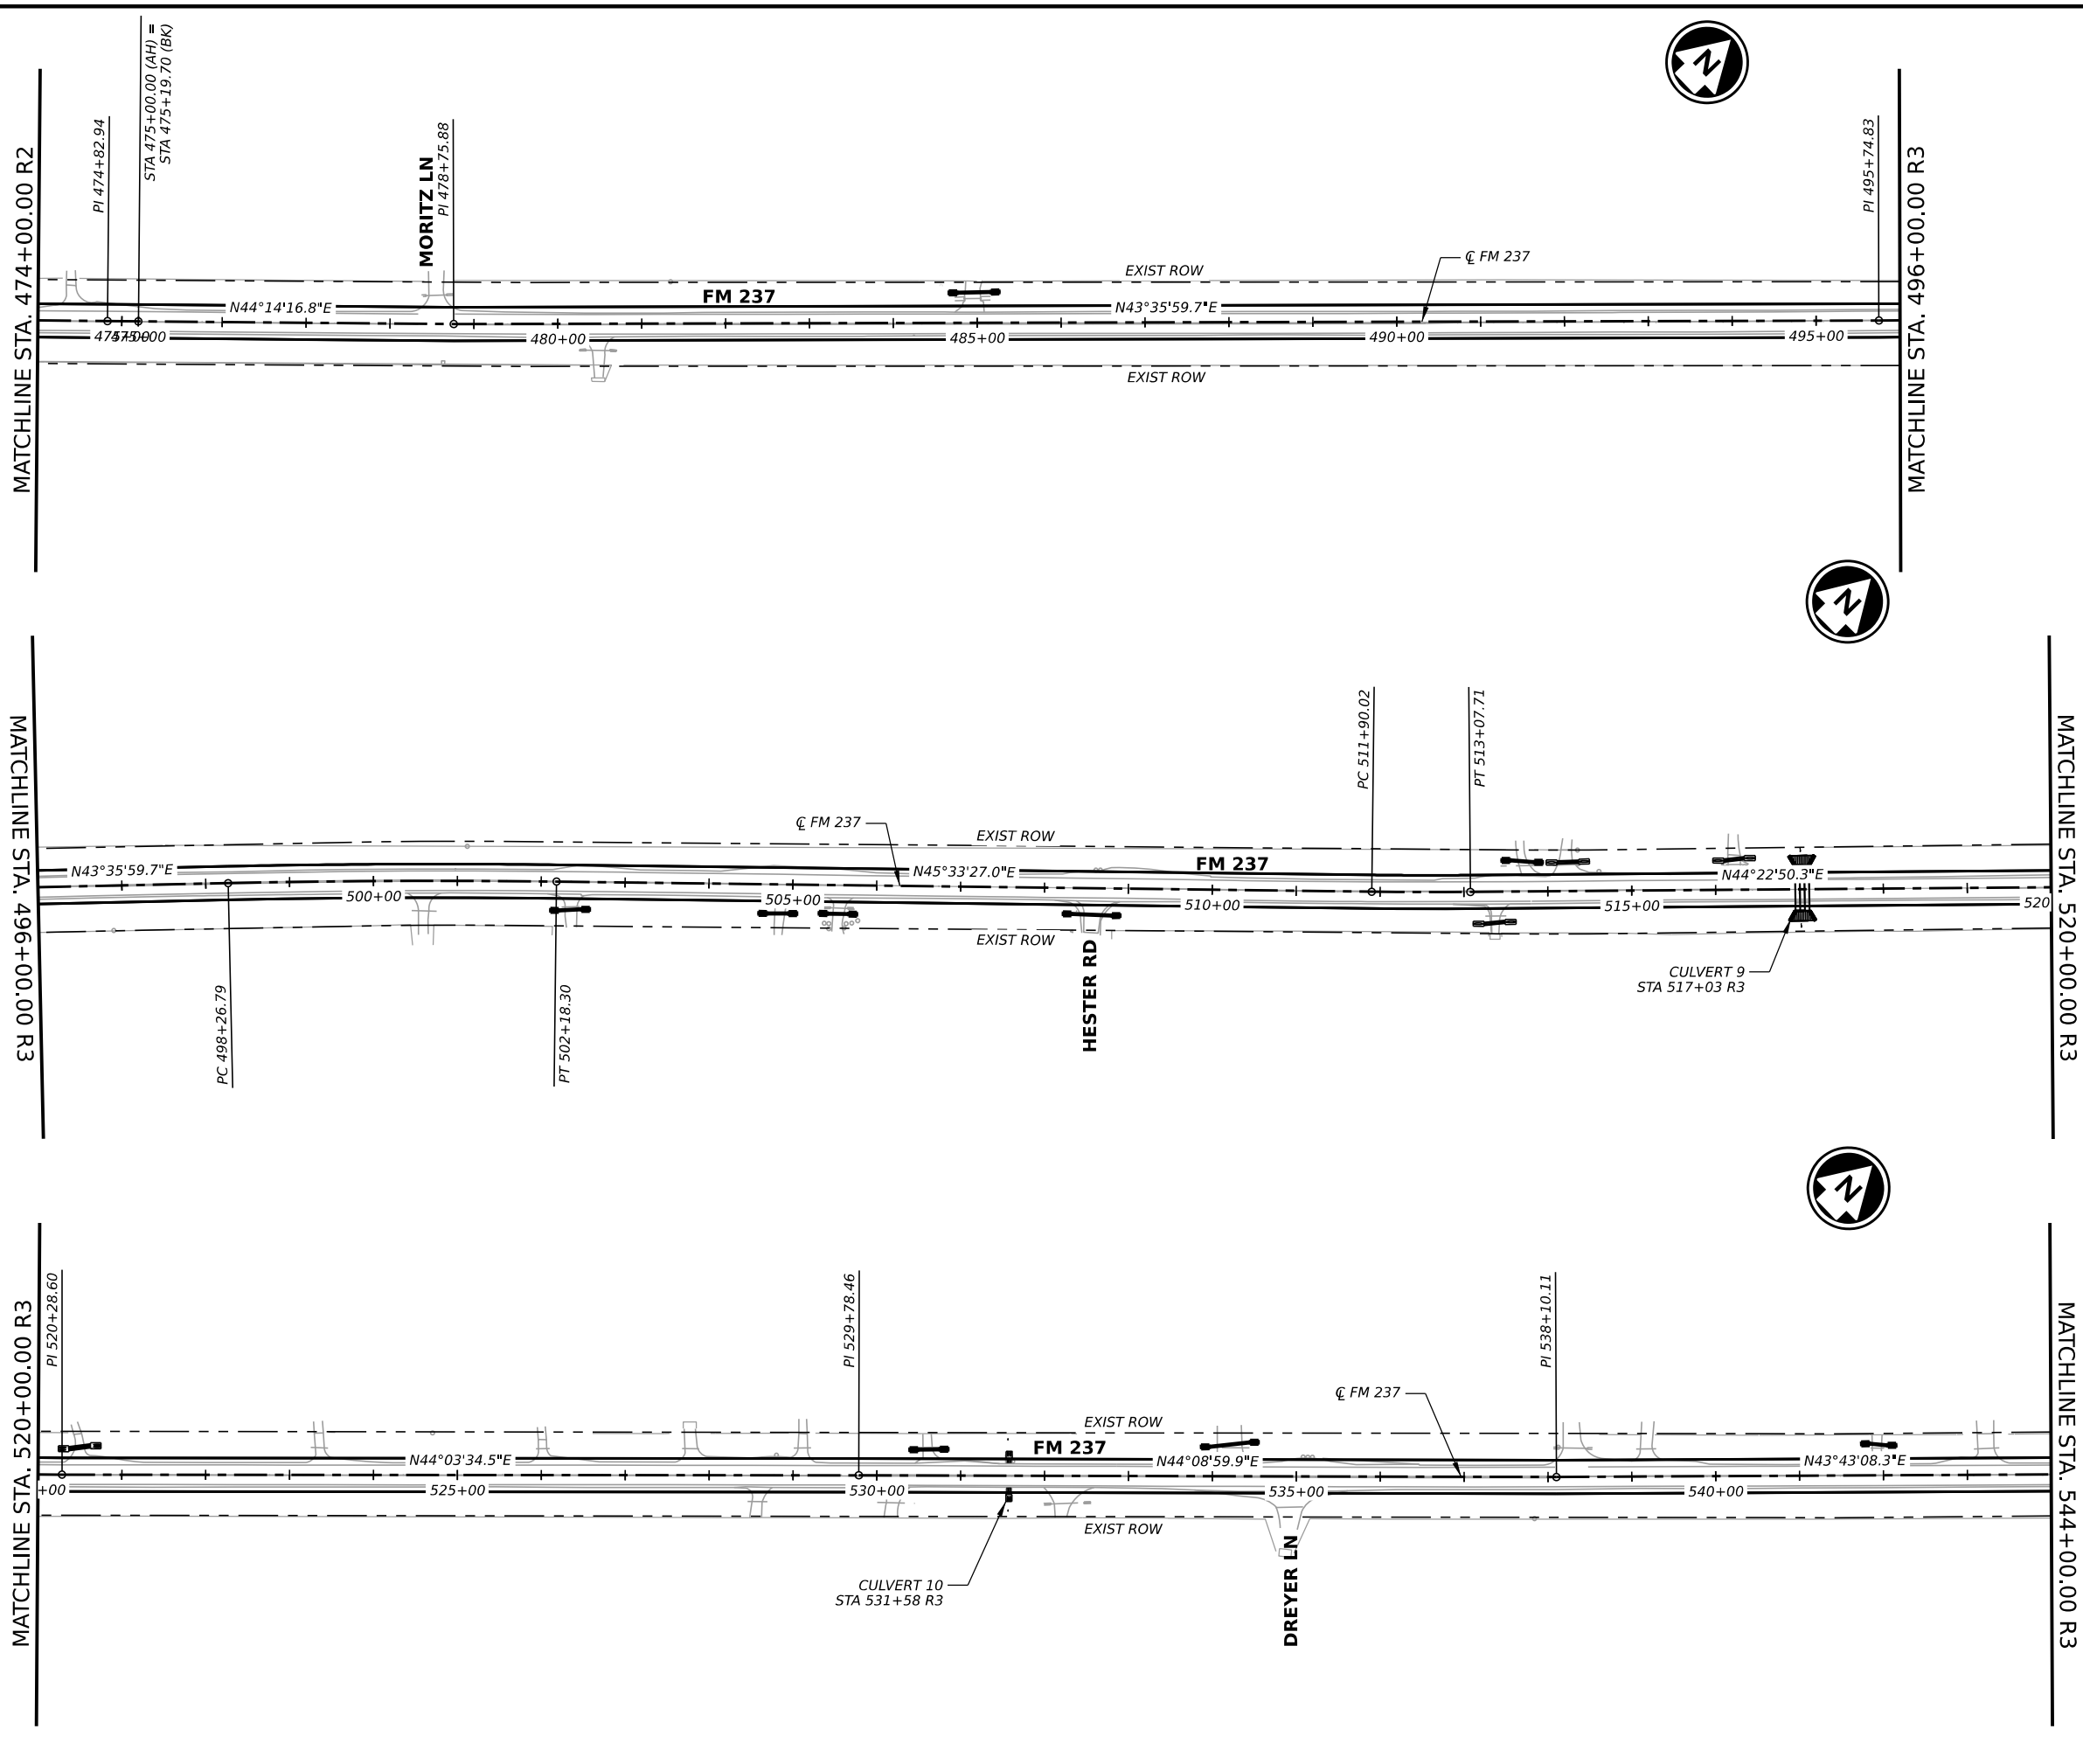 STA 475+00.00 (AH) =
STA 475+19.70 (BK)
PI 474+82.94
MORITZ LN
PI 478+75.88
PI 495+74.83
N
MATCHLINE STA. 474+00.00 R2
MATCHLINE STA. 496+00.00 R3
EXIST ROW
℄ FM 237
N44°14'16.8"E
FM 237
N43°35'59.7"E
475+00
480+00
485+00
490+00
495+00
EXIST ROW
N
MATCHLINE STA. 496+00.00 R3
MATCHLINE STA. 520+00.00 R3
PC 511+90.02
PT 513+07.71
℄ FM 237
EXIST ROW
N43°35'59.7"E
N45°33'27.0"E
FM 237
N44°22'50.3"E
500+00
505+00
510+00
515+00
520
EXIST ROW
HESTER RD
CULVERT 9
STA 517+03 R3
PC 498+26.79
PT 502+18.30
N
MATCHLINE STA. 520+00.00 R3
MATCHLINE STA. 544+00.00 R3
PI 520+28.60
PI 529+78.46
PI 538+10.11
℄ FM 237
EXIST ROW
N44°03'34.5"E
FM 237
N44°08'59.9"E
N43°43'08.3"E
+00
525+00
530+00
535+00
540+00
EXIST ROW
DREYER LN
CULVERT 10
STA 531+58 R3